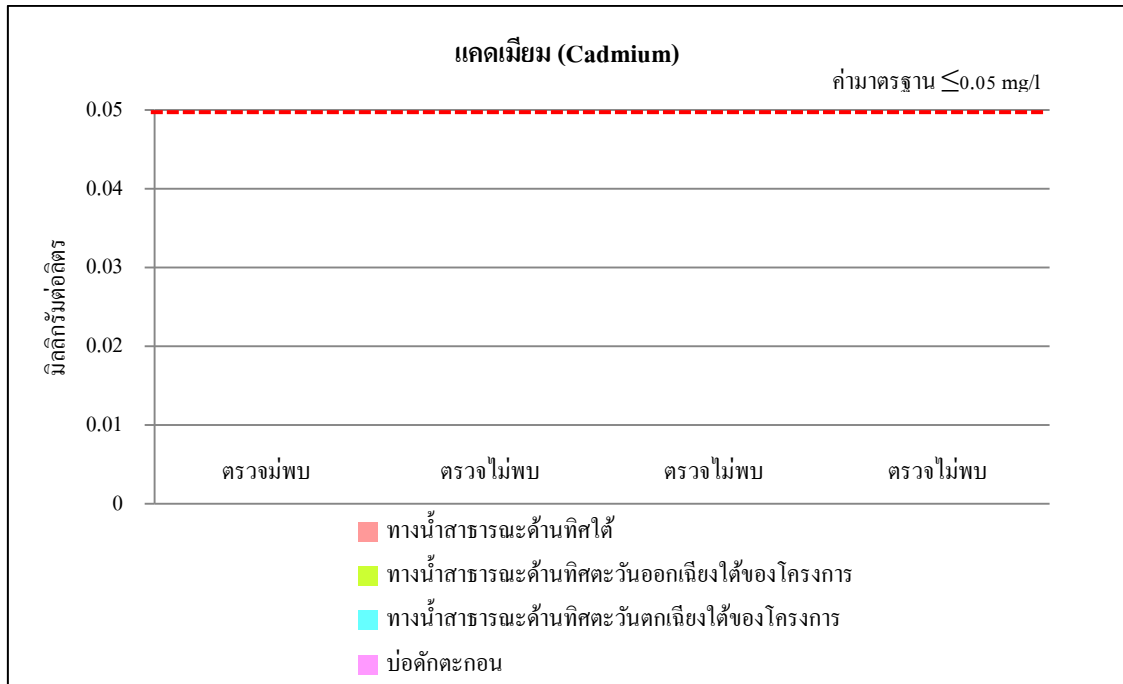 แคดเมียม (Cadmium)
ค่ามาตรฐาน ≤0.05 mg/l
มิลลิกรัมต่อลิตร
0.05
0.04
0.03
0.02
0.01
0
ตรวจม่พบ ตรวจไม่พบ ตรวจไม่พบ ตรวจไม่พบ
ทางน้ำสาธารณะด้านทิศใต้
ทางน้ำสาธารณะด้านทิศตะวันออกเฉียงใต้ของโครงการ
ทางน้ำสาธารณะด้านทิศตะวันตกเฉียงใต้ของโครงการ
บ่อดักตะกอน